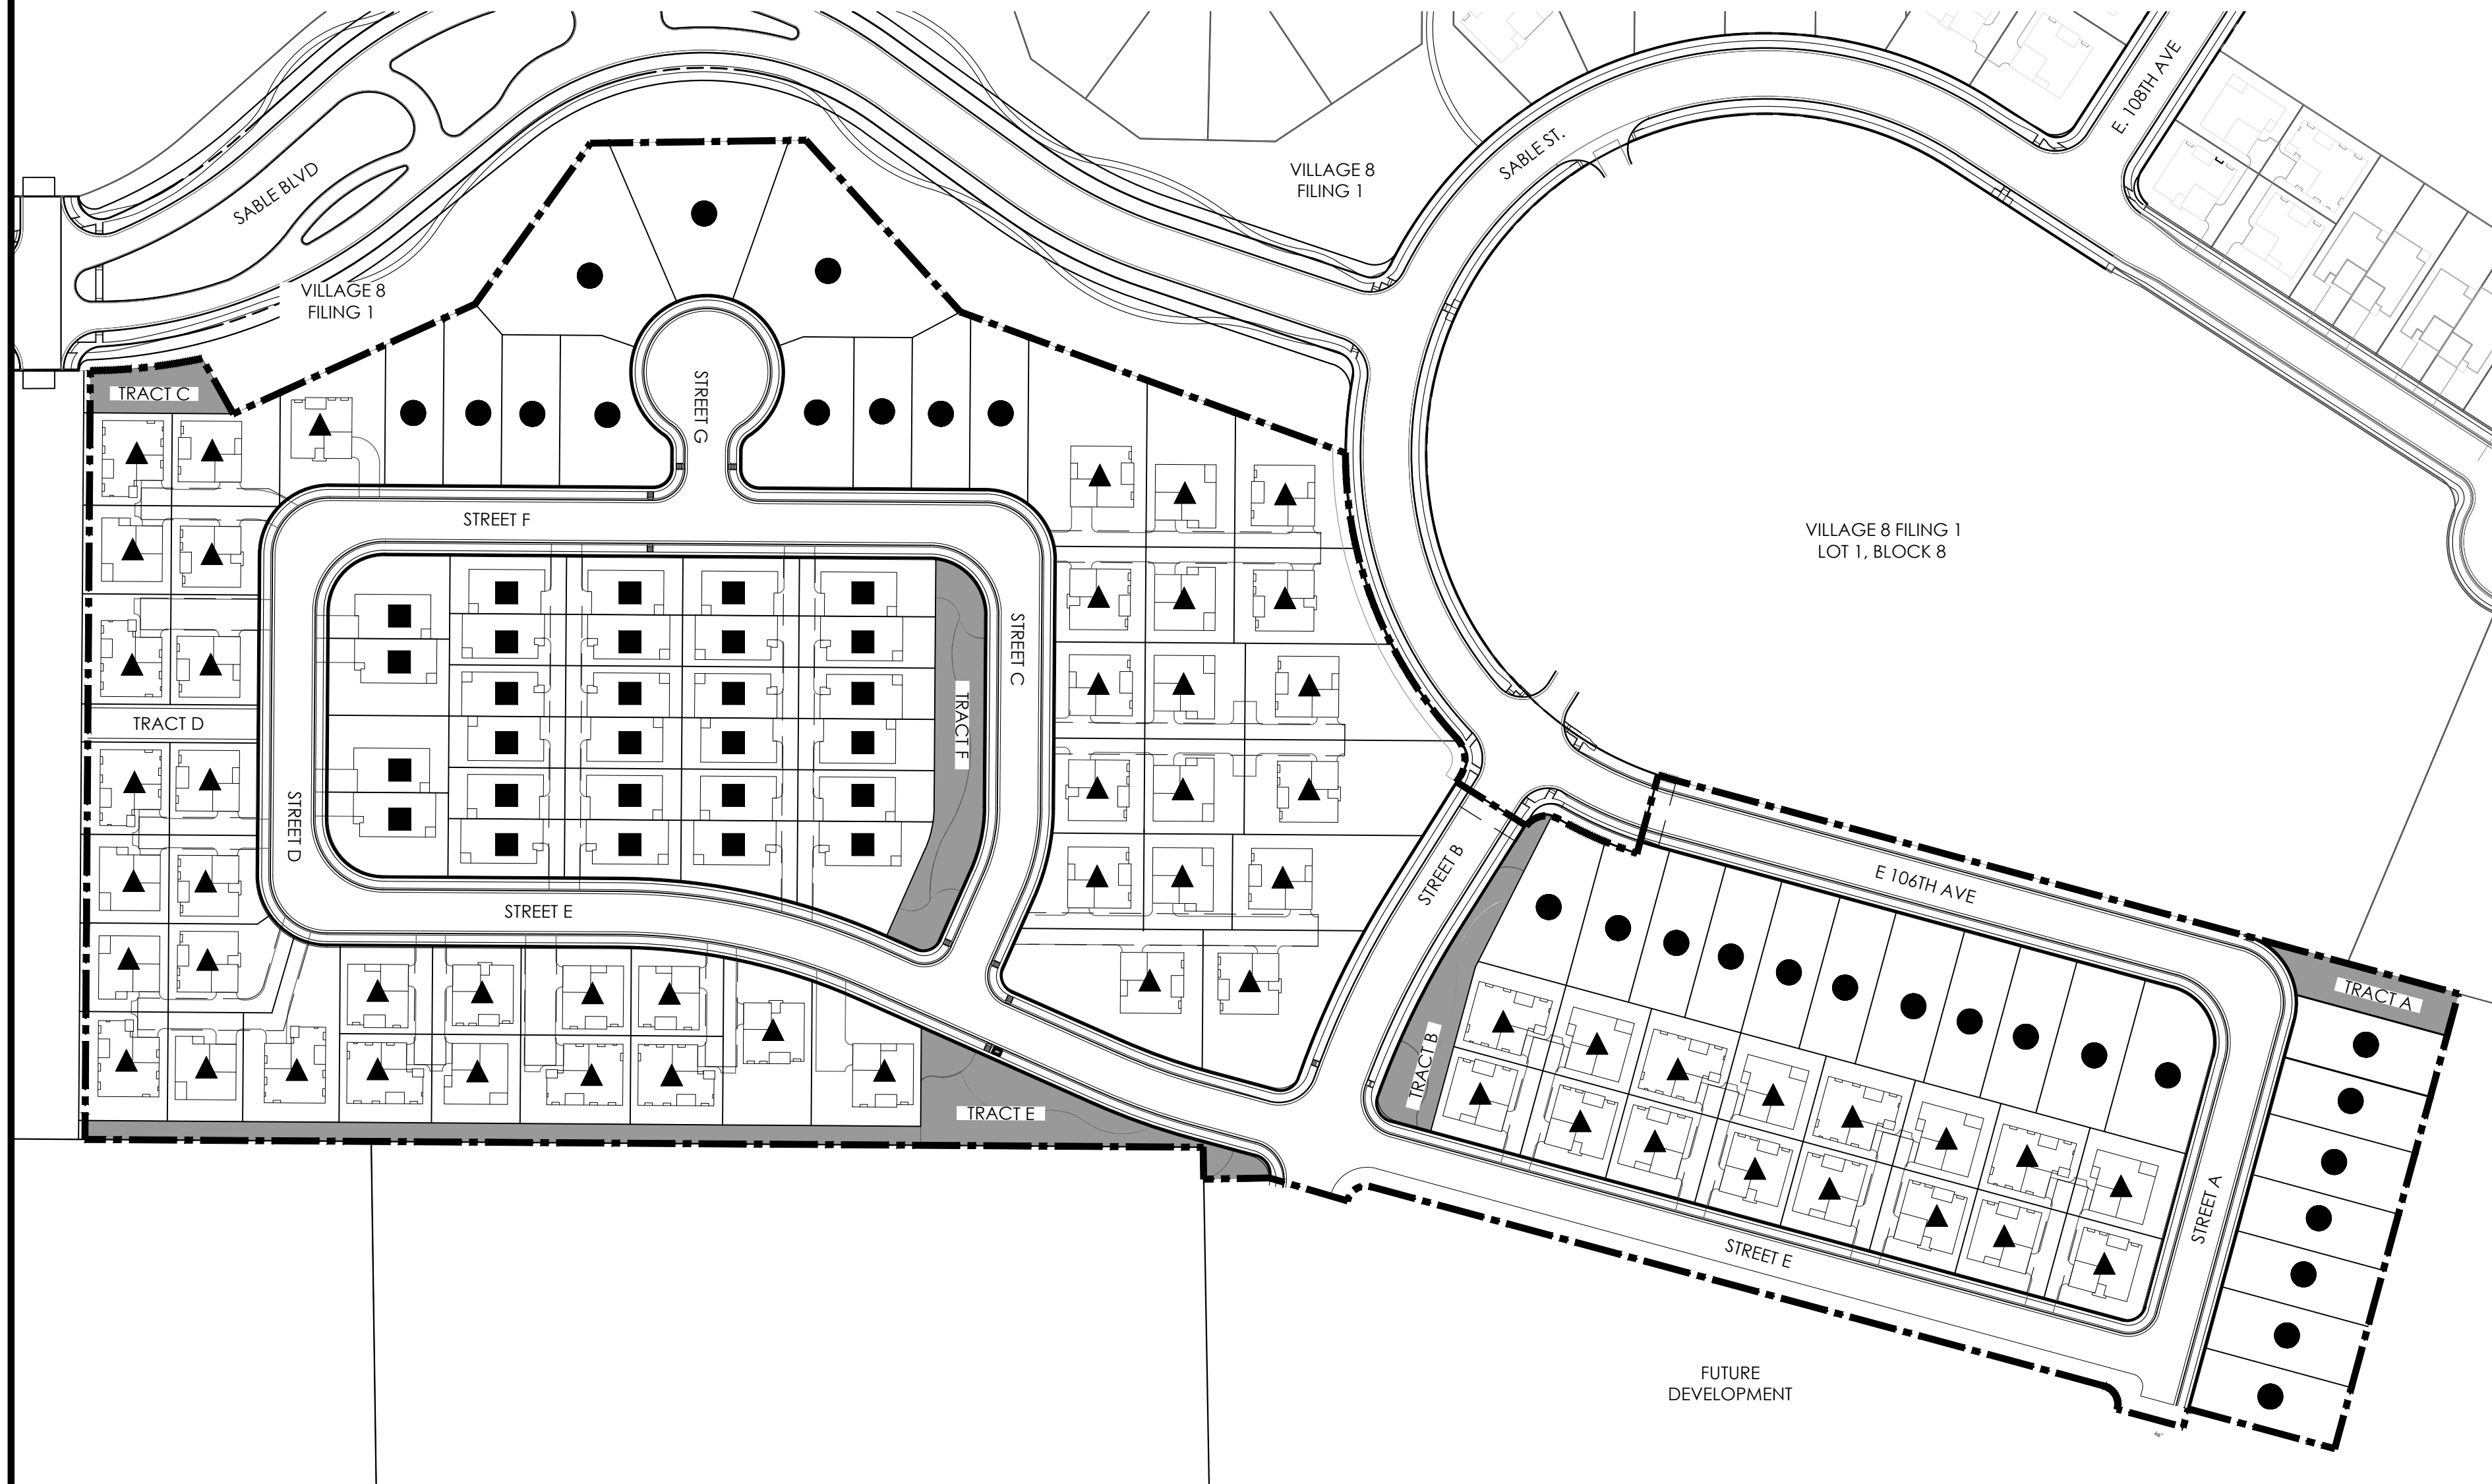 E. 108TH AVE
SABLE ST.
VILLAGE 8
FILING 1
SABLE BLVD
VILLAGE 8
FILING 1
TRACT C
STREET G
STREET F
VILLAGE 8 FILING 1
LOT 1, BLOCK 8
STREET C
TRACT F
TRACT D
STREET D
STREET B
E 106TH AVE
STREET E
TRACT A
TRACT B
TRACT E
STREET A
STREET E
FUTURE
DEVELOPMENT